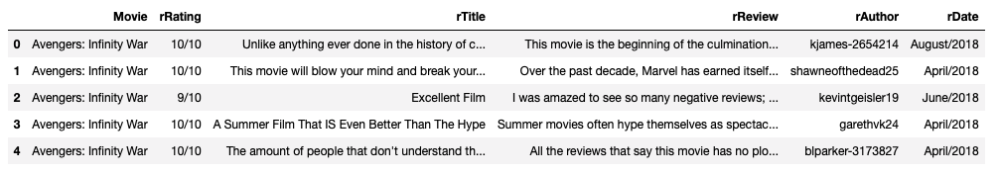 Movie rRating rTitle rReview rAuthor rDate
0 Avengers: Infinity War 10/10 Unlike anything ever done in the history of c... This movie is the beginning of the culmination... kjames-2654214 August/2018
1 Avengers: Infinity War 10/10 This movie will blow your mind and break your... Over the past decade, Marvel has earned itself... shawneofthedead25 April/2018
2 Avengers: Infinity War 9/10 Excellent Film I was amazed to see so many negative reviews; ... kevintgeisler19 June/2018
3 Avengers: Infinity War 10/10 A Summer Film That IS Even Better Than The Hype Summer movies often hype themselves as spectac... garethvk24 April/2018
4 Avengers: Infinity War 10/10 The amount of people that don't understand th... All the reviews that say this movie has no plo... blparker-3173827 April/2018